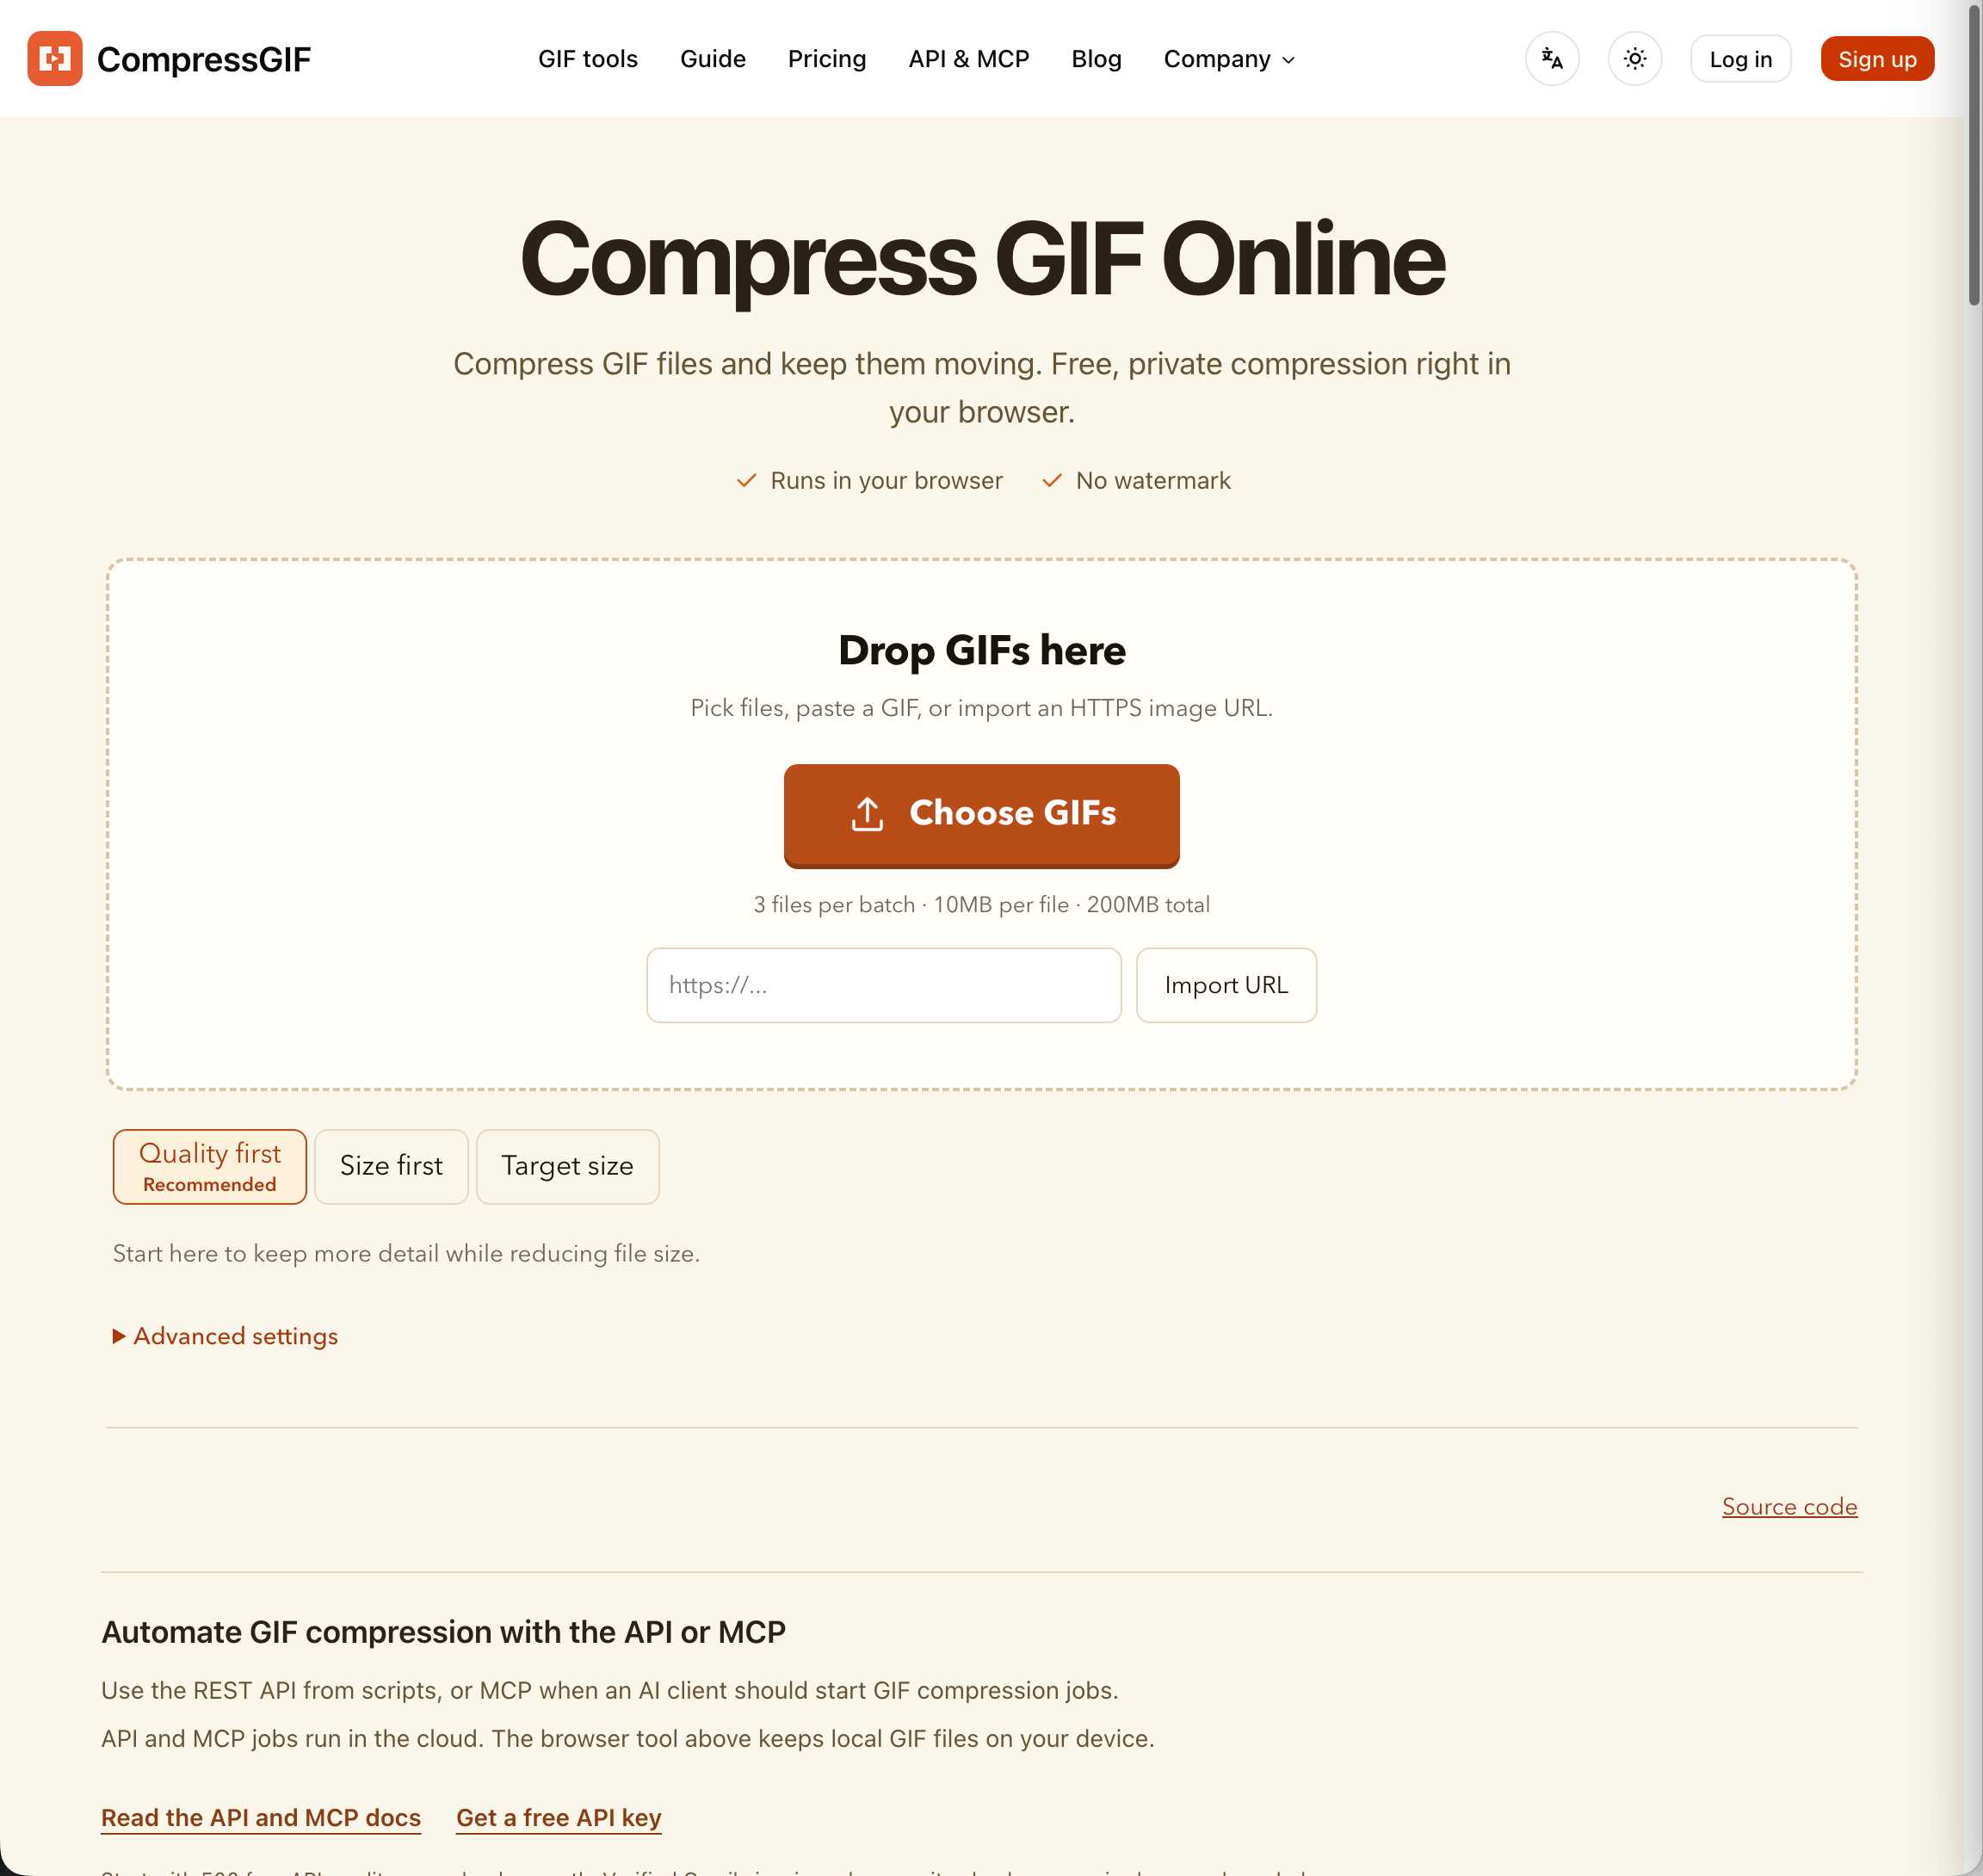 CompressGIF
GIF tools Guide Pricing API & MCP Blog Company
Log in Sign up
Compress GIF Online
Compress GIF files and keep them moving. Free, private compression right in
your browser.
Runs in your browser No watermark
Drop GIFs here
Pick files, paste a GIF, or import an HTTPS image URL.
Choose GIFs
3 files per batch · 10MB per file · 200MB total
https://... Import URL
Quality first
Recommended
Size first
Target size
Start here to keep more detail while reducing file size.
Advanced settings
Source code
Automate GIF compression with the API or MCP
Use the REST API from scripts, or MCP when an AI client should start GIF compression jobs.
API and MCP jobs run in the cloud. The browser tool above keeps local GIF files on your device.
Read the API and MCP docs Get a free API key